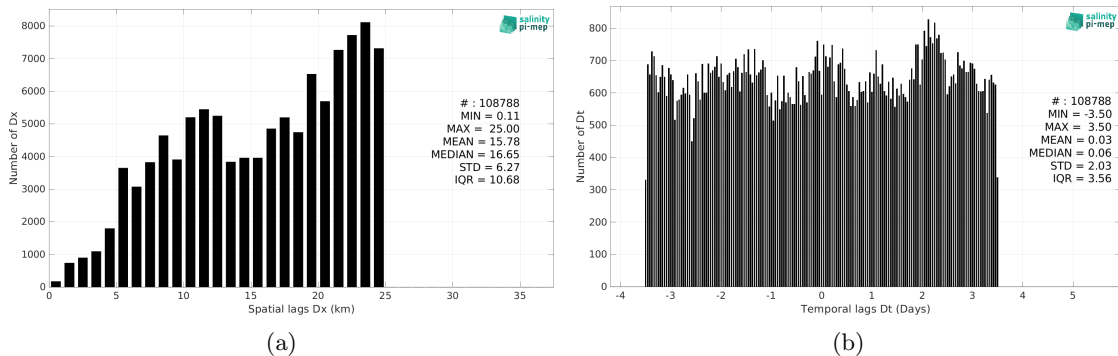 8000
7000
6000
5000
4000
3000
2000
1000
0
Number of Dx
salinity
pi-mep
# : 108788
MIN = 0.11
MAX = 25.00
MEAN = 15.78
MEDIAN = 16.65
STD = 6.27
IQR = 10.68
0 5 10 15 20 25 30 35
Spatial lags Dx (km)
(a)
800
700
600
500
400
300
200
100
0
Number of Dt
salinity
pi-mep
# : 108788
MIN = -3.50
MAX = 3.50
MEAN = 0.03
MEDIAN = 0.06
STD = 2.03
IQR = 3.56
-4 -3 -2 -1 0 1 2 3 4 5
Temporal lags Dt (Days)
(b)